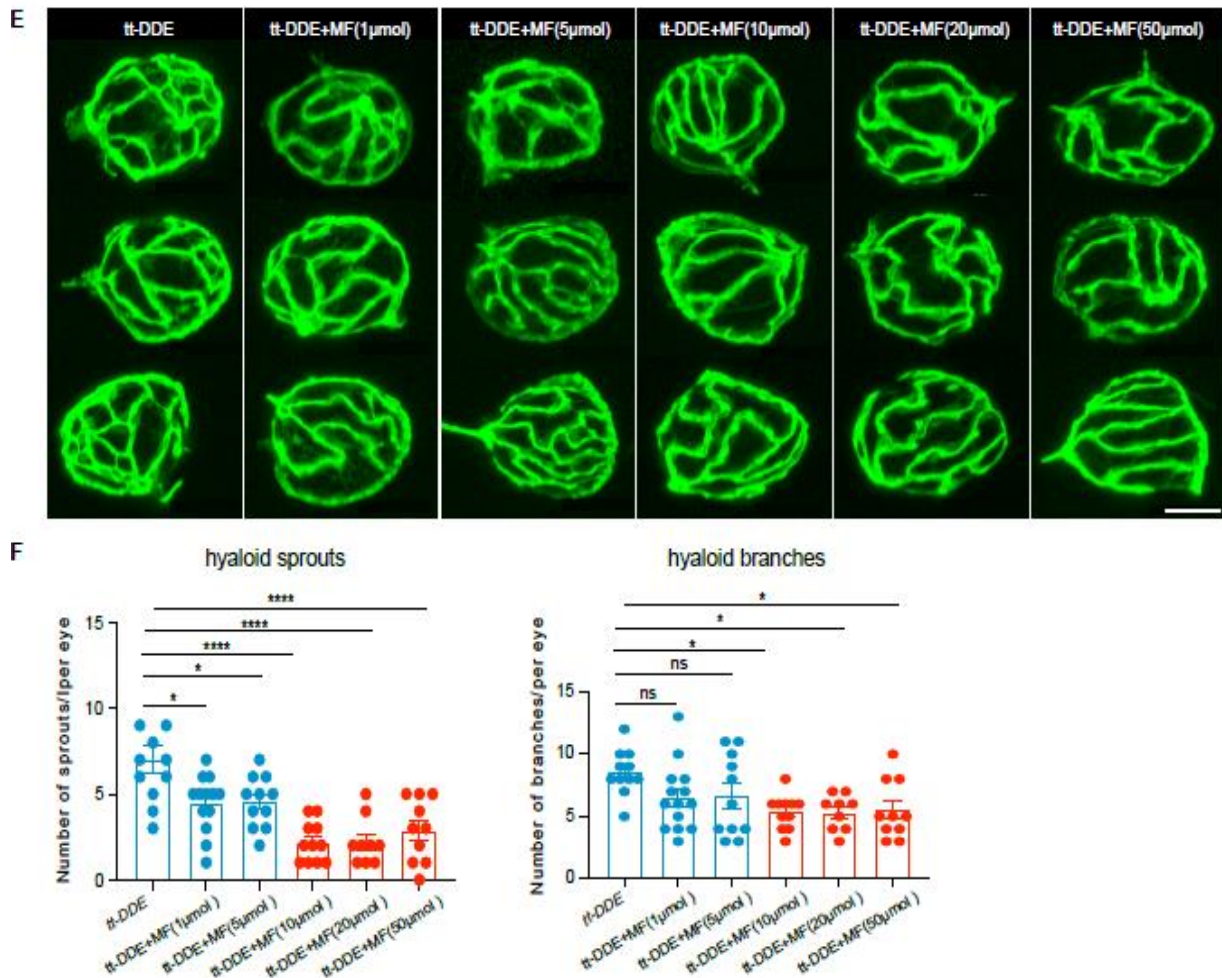 E
tt-DDE tt-DDE+MF(1μmol) tt-DDE+MF(5μmol) tt-DDE+MF(10μmol) tt-DDE+MF(20μmol) tt-DDE+MF(50μmol)
F
hyaloid sprouts
Number of sprouts/lper eye
15
10
5
0
****
****
****
*
*
tt-DDE
tt-DDE+MF(1μmol )
tt-DDE+MF(5μmol )
tt-DDE+MF(10μmol )
tt-DDE+MF(20μmol )
tt-DDE+MF(50μmol )
hyaloid branches
Number of branches/per eye
15
10
5
0
*
*
*
ns
ns
tt-DDE
tt-DDE+MF(1μmol )
tt-DDE+MF(5μmol )
tt-DDE+MF(10μmol )
tt-DDE+MF(20μmol )
tt-DDE+MF(50μmol )